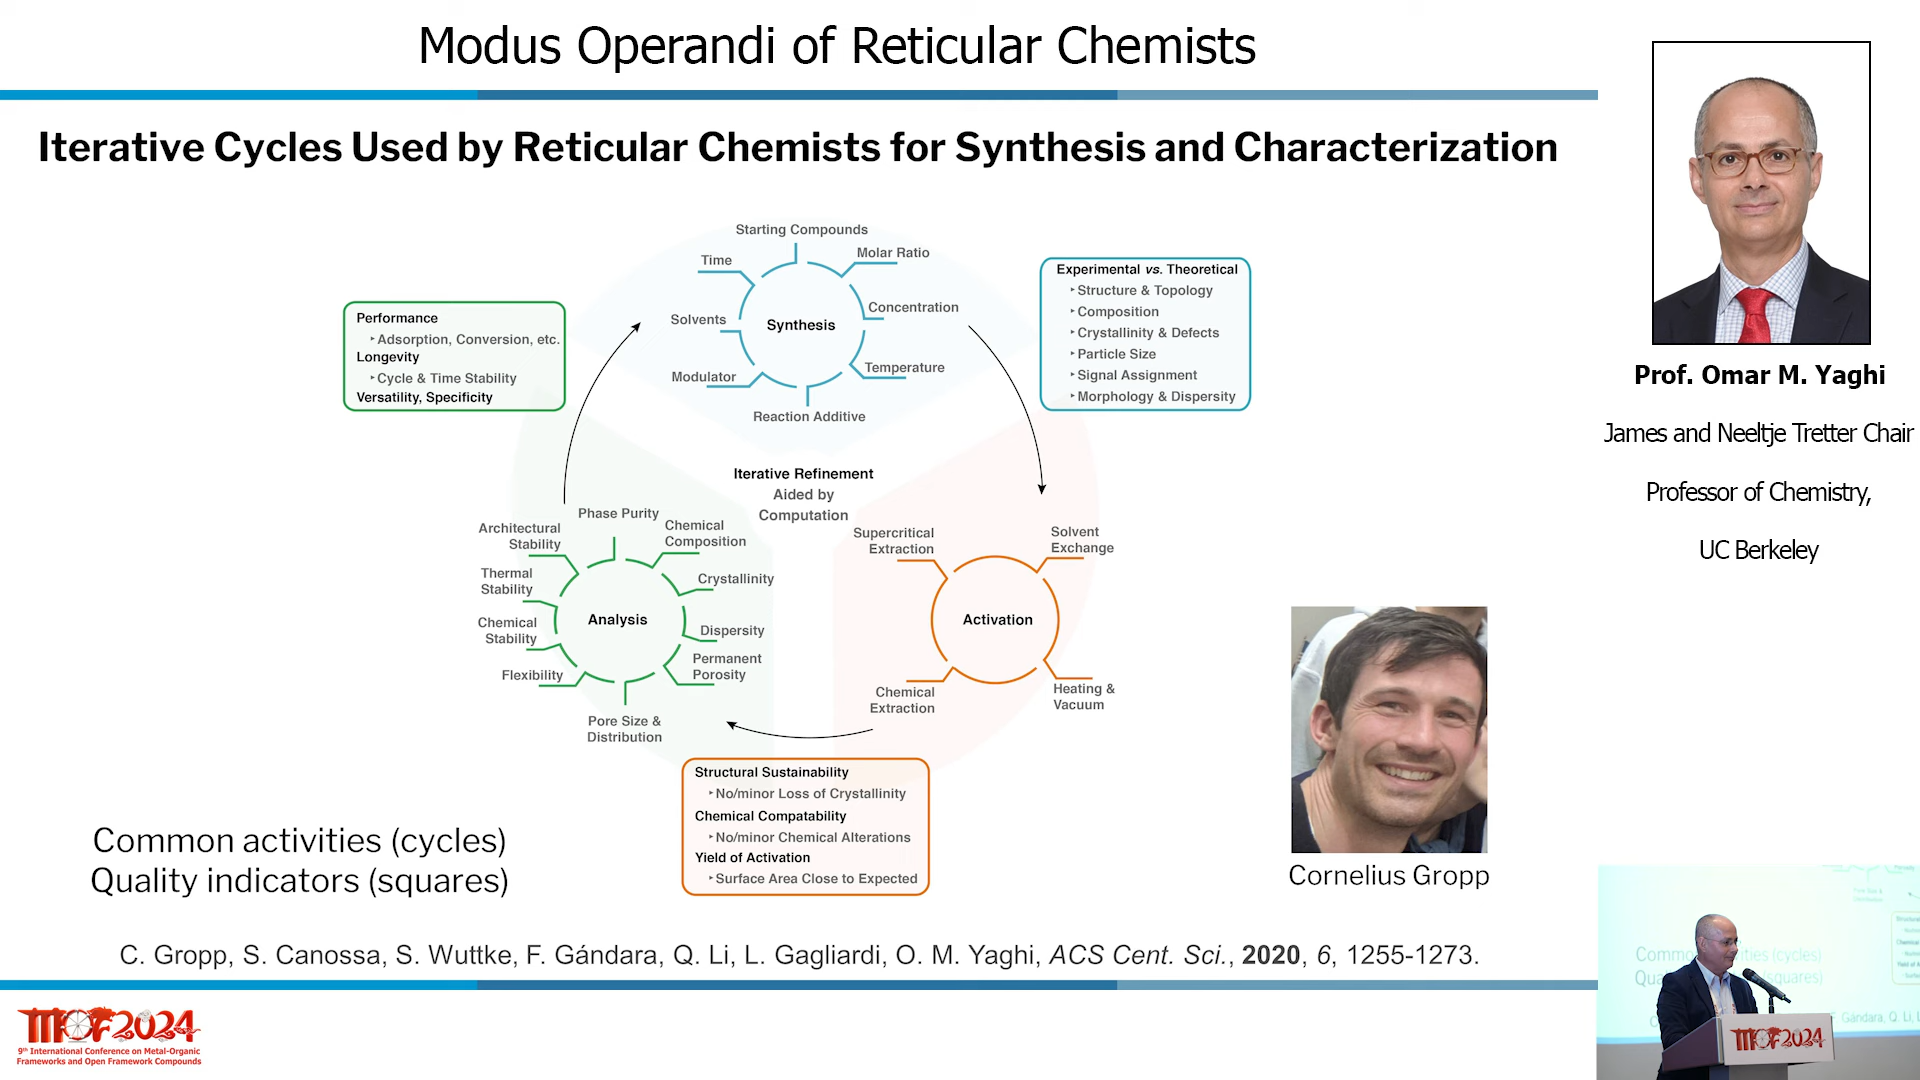 Modus Operandi of Reticular Chemists
Iterative Cycles Used by Reticular Chemists for Synthesis and Characterization
Starting Compounds
Time
Molar Ratio
Solvents
Synthesis
Concentration
Modulator
Temperature
Reaction Additive
Performance
‣ Adsorption, Conversion, etc.
Longevity
‣ Cycle & Time Stability
Versatility, Specificity
Experimental vs. Theoretical
‣ Structure & Topology
‣ Composition
‣ Crystallinity & Defects
‣ Particle Size
‣ Signal Assignment
‣ Morphology & Dispersity
Iterative Refinement
Aided by
Computation
Phase Purity
Architectural
Stability
Chemical
Composition
Thermal
Stability
Crystallinity
Chemical
Stability
Analysis
Dispersity
Flexibility
Permanent
Porosity
Pore Size &
Distribution
Supercritical
Extraction
Solvent
Exchange
Activation
Chemical
Extraction
Heating &
Vacuum
Structural Sustainability
‣ No/minor Loss of Crystallinity
Chemical Compatability
‣ No/minor Chemical Alterations
Yield of Activation
‣ Surface Area Close to Expected
Common activities (cycles)
Quality indicators (squares)
Cornelius Gropp
C. Gropp, S. Canossa, S. Wuttke, F. Gándara, Q. Li, L. Gagliardi, O. M. Yaghi, ACS Cent. Sci., 2020, 6, 1255-1273.
MOF2024
9th International Conference on Metal-Organic
Frameworks and Open Framework Compounds
Prof. Omar M. Yaghi
James and Neeltje Tretter Chair
Professor of Chemistry,
UC Berkeley
MOF2024